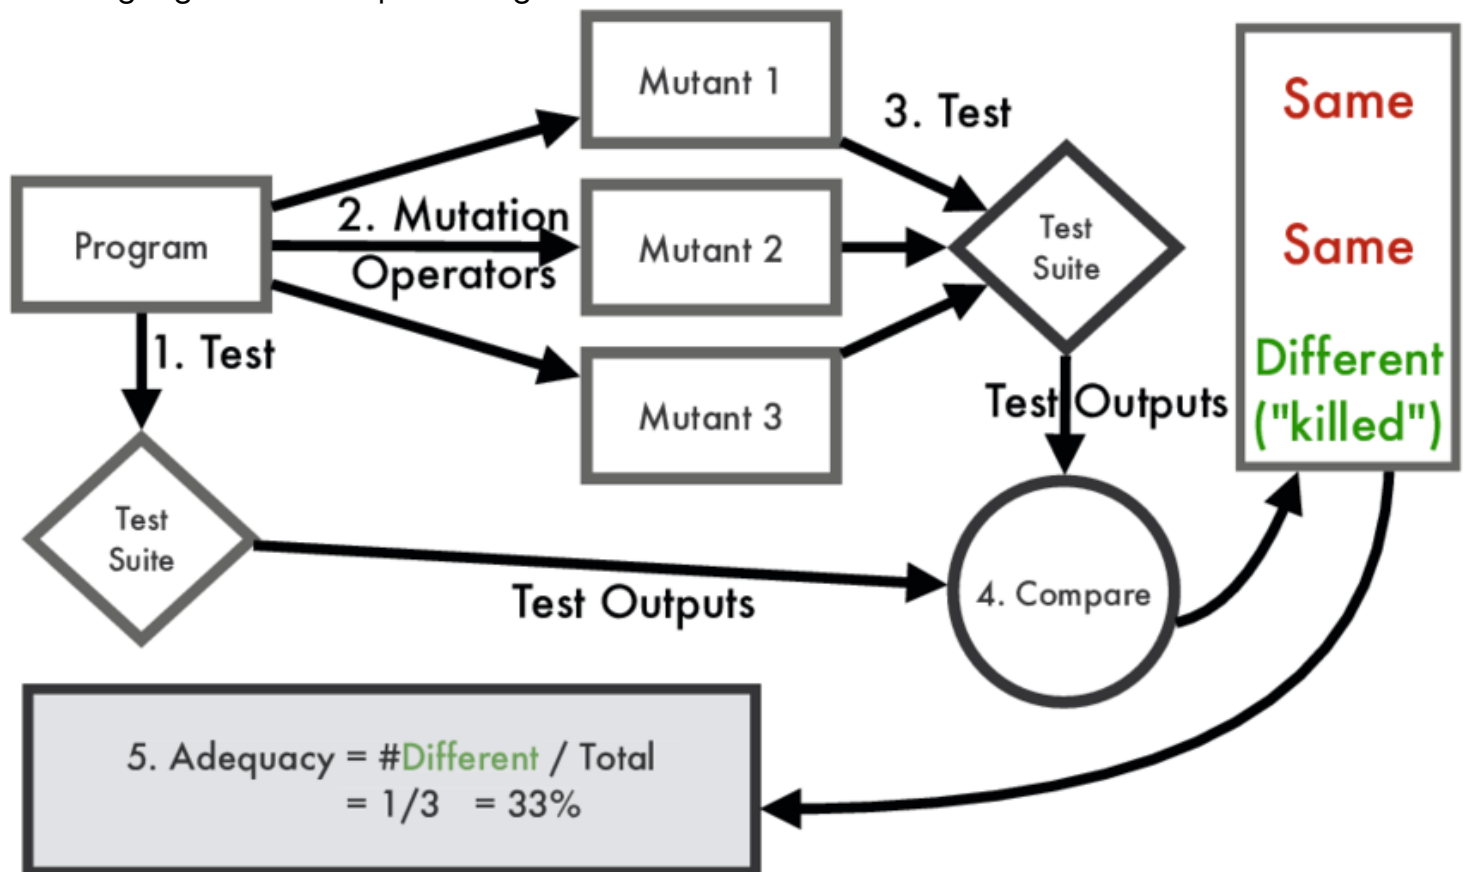 Mutant 1
3. Test
Same
Program
2. Mutation
Operators
Mutant 2
Test
Suite
Same
1. Test
Mutant 3
Test Outputs
Different
("killed")
Test
Suite
Test Outputs
4. Compare
5. Adequacy = #Different / Total
= 1/3 = 33%